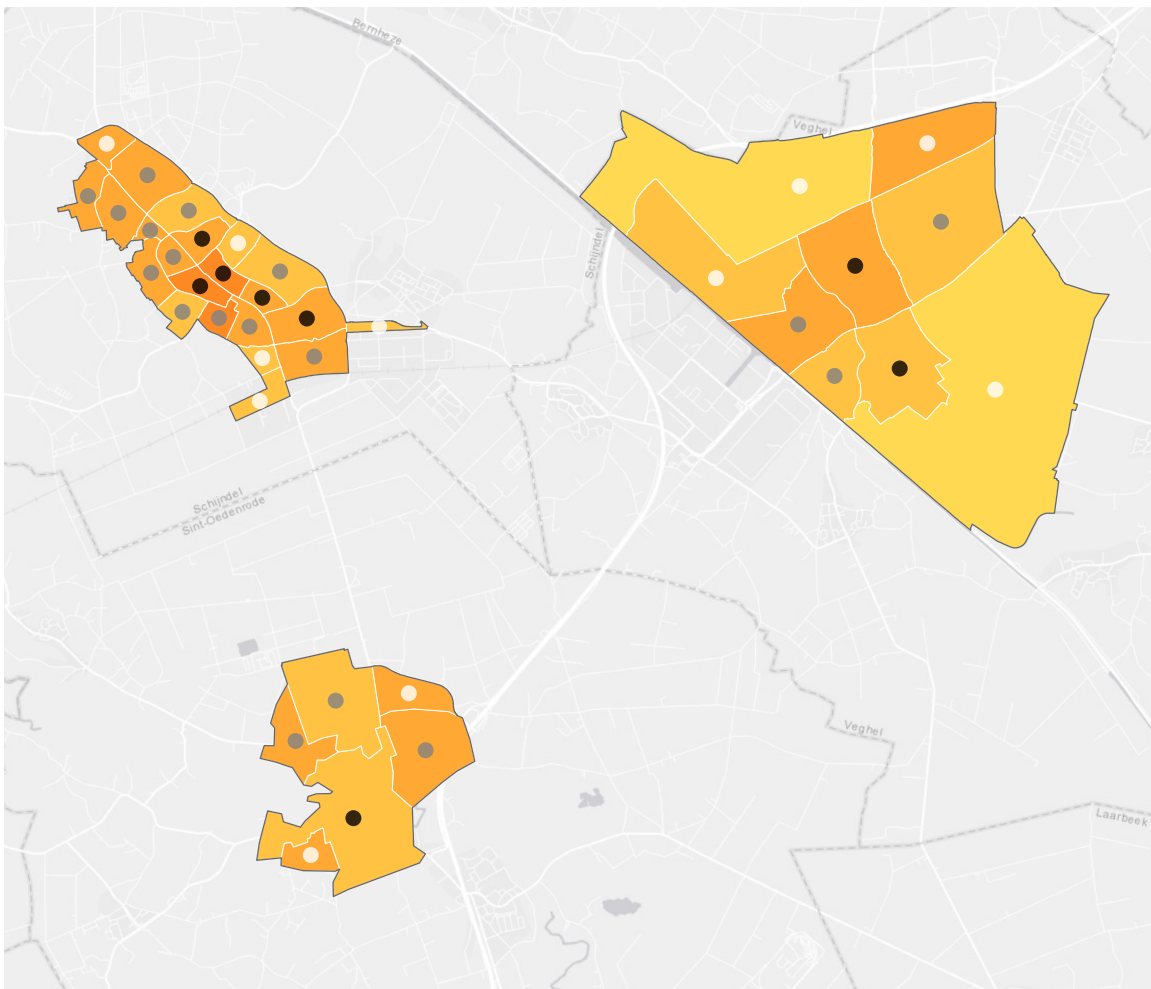 Bernheze
Veghel
Schijndel
Schijndel
Sint-Oedenrode
Veghel
Laarbeek